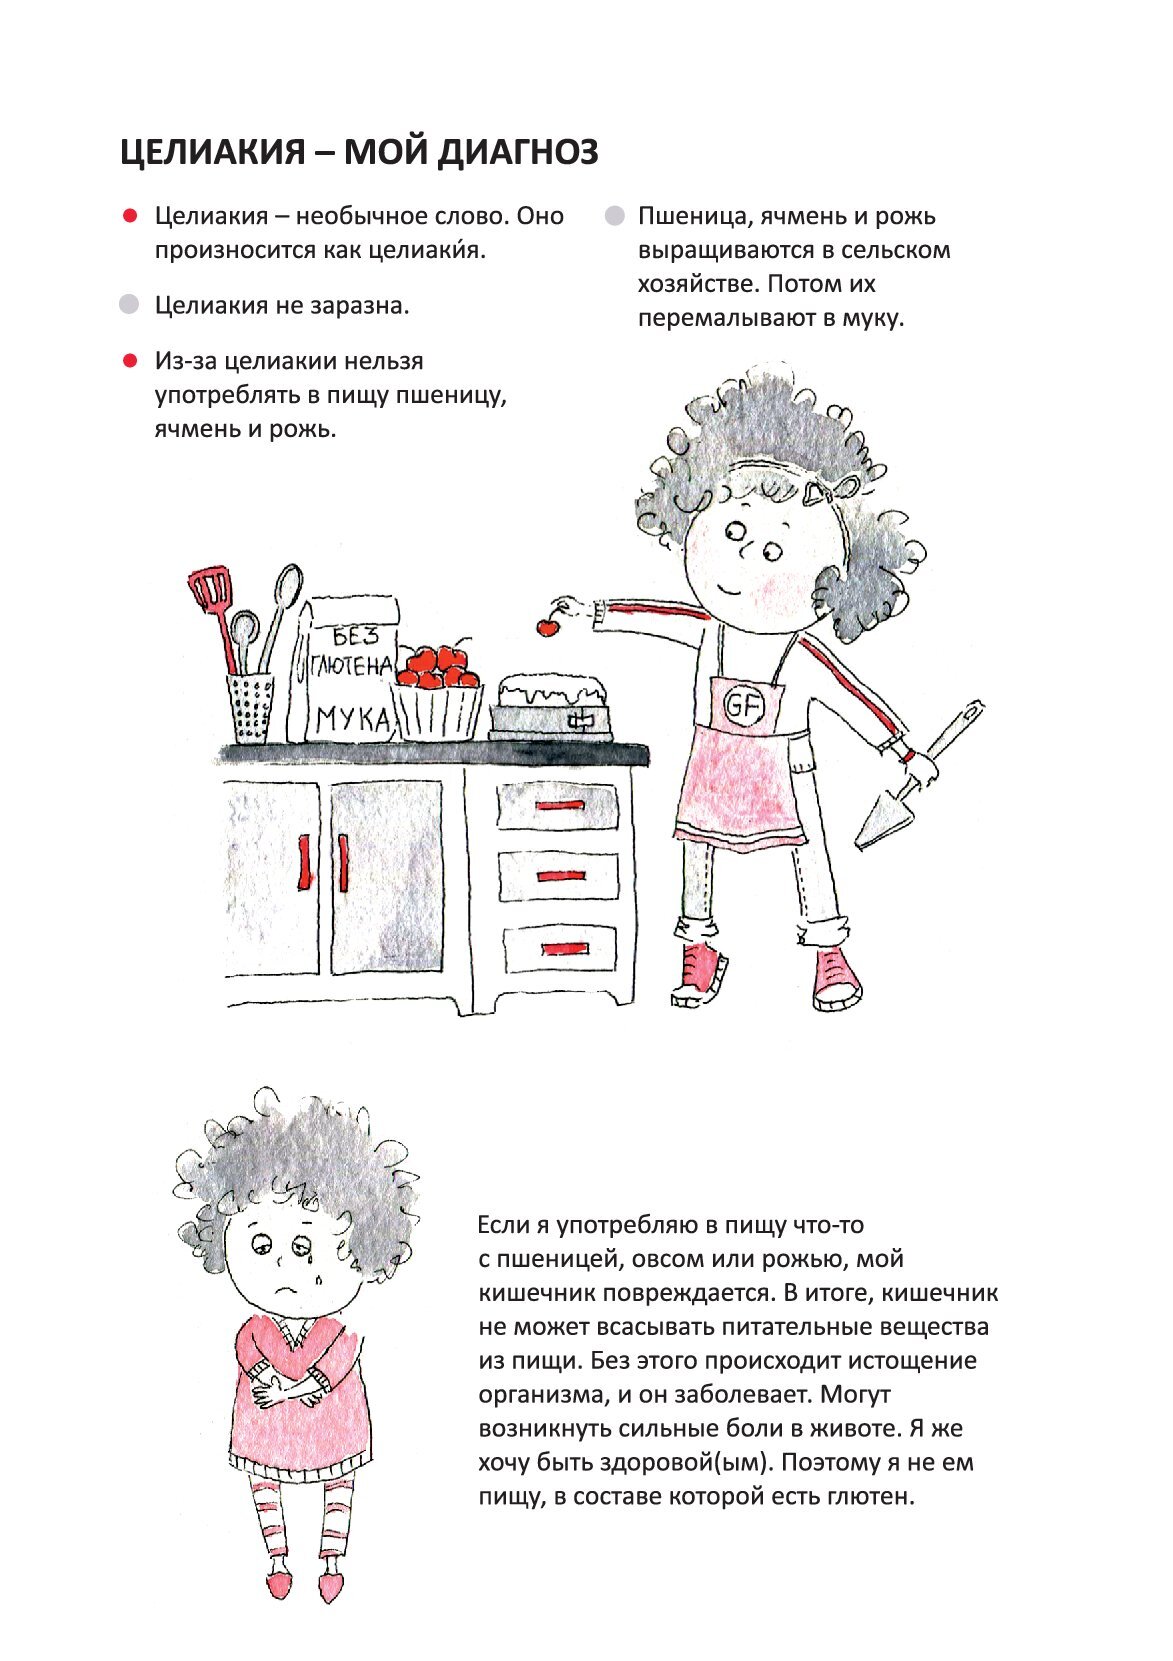 ЦЕЛИАКИЯ – МОЙ ДИАГНОЗ
Целиакия – необычное слово. Оно
произносится как целиаки́я.
Целиакия не заразна.
Из-за целиакии нельзя
употреблять в пищу пшеницу,
ячмень и рожь.
Пшеница, ячмень и рожь
выращиваются в сельском
хозяйстве. Потом их
перемалывают в муку.
БЕЗ
ГЛЮТЕНА
МУКА
GF
Если я употребляю в пищу что-то
с пшеницей, овсом или рожью, мой
кишечник повреждается. В итоге, кишечник
не может всасывать питательные вещества
из пищи. Без этого происходит истощение
организма, и он заболевает. Могут
возникнуть сильные боли в животе. Я же
хочу быть здоровой(ым). Поэтому я не ем
пищу, в составе которой есть глютен.